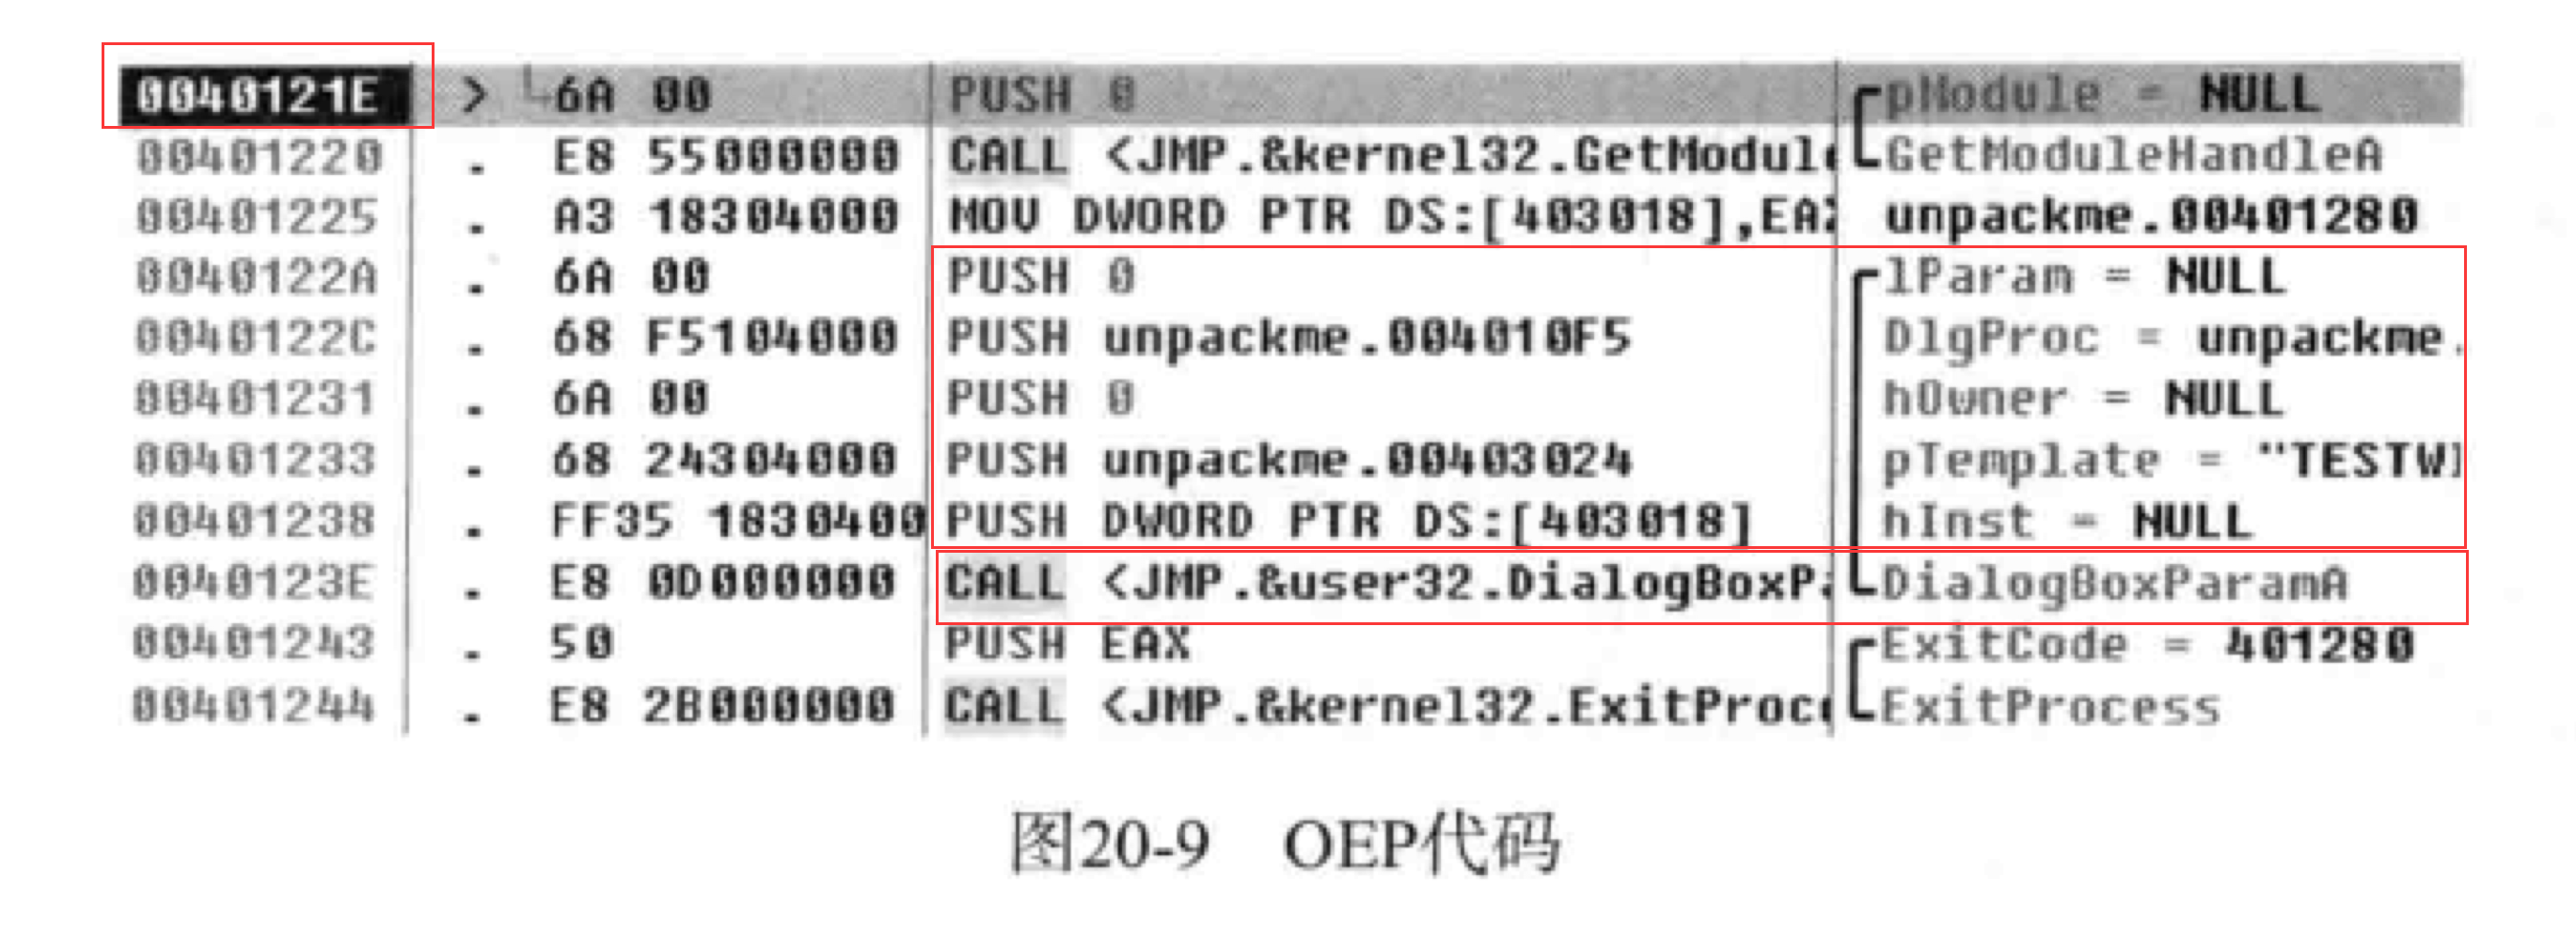 0040121E > 6A 00 PUSH 0 pModule = NULL
00401220 . E8 55000000 CALL <JMP.&kernel32.GetModul GetModuleHandleA
00401225 . A3 18304000 MOV DWORD PTR DS:[403018],EA unpackme.00401280
0040122A . 6A 00 PUSH 0 lParam = NULL
0040122C . 68 F5104000 PUSH unpackme.004010F5 DlgProc = unpackme.
00401231 . 6A 00 PUSH 0 hOwner = NULL
00401233 . 68 24304000 PUSH unpackme.00403024 pTemplate = "TESTW
00401238 . FF35 1830400 PUSH DWORD PTR DS:[403018] hInst = NULL
0040123E . E8 0D000000 CALL <JMP.&user32.DialogBoxP DialogBoxParamA
00401243 . 50 PUSH EAX ExitCode = 401280
00401244 . E8 2B000000 CALL <JMP.&kernel32.ExitProc ExitProcess
图20-9 OEP代码